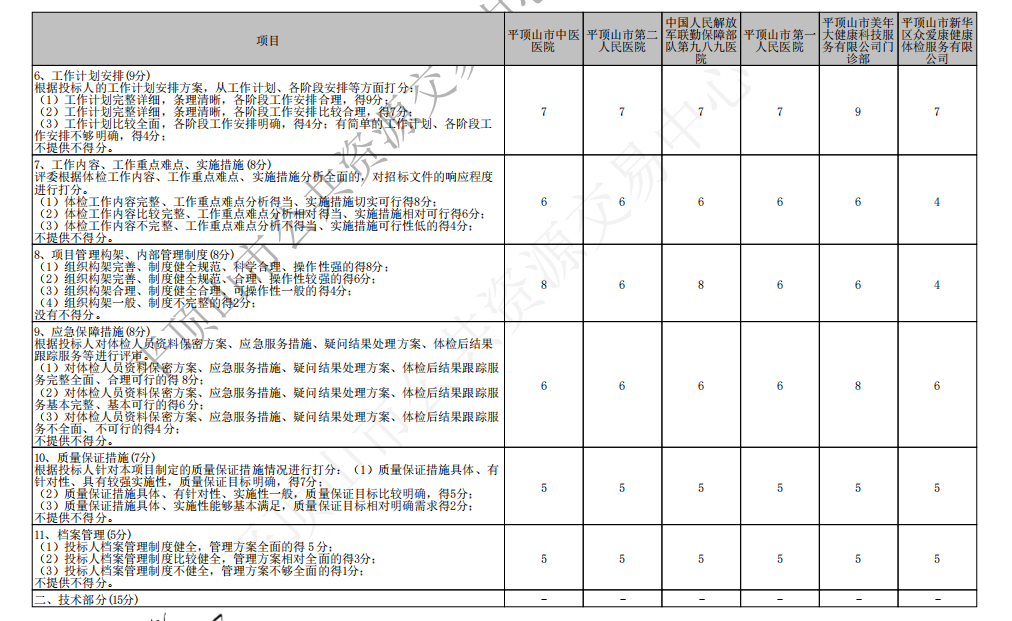 项目
平顶山市中医
医院
平顶山市第二
人民医院
中国人民解放
军联勤保障部
队第九八九医
院
平顶山市第一
人民医院
平顶山市美年
大健康科技服
务有限公司门
诊部
平顶山市新华
区众爱康健康
体检服务有限
公司
6、工作计划安排(9分)
根据投标人的工作计划安排方案，从工作计划、各阶段安排等方面打分：
（1）工作计划完整详细，条理清晰，各阶段工作安排合理，得9分；
（2）工作计划完整详细，条理清晰，各阶段工作安排比较合理，得7分；
（3）工作计划比较全面，各阶段工作安排明确，得4分；有简单的工作计划、各阶段工
作安排不够明确，得4分；
不提供不得分。
7 7 7 7 9 7
7、工作内容、工作重点难点、实施措施(8分)
评委根据体检工作内容、工作重点难点、实施措施分析全面的，对招标文件的响应程度
进行打分。
（1）体检工作内容完整、工作重点难点分析得当、实施措施切实可行得8分；
（2）体检工作内容比较完整、工作重点难点分析相对得当、实施措施相对可行得6分；
（3）体检工作内容不完整、工作重点难点分析不得当、实施措施可行性低的得4分；
不提供不得分。
6 6 6 6 6 4
8、项目管理构架、内部管理制度(8分)
（1）组织构架完善、制度健全规范、科学合理、操作性强的得8分；
（2）组织构架完善、制度健全规范、合理、操作性较强的得6分；
（3）组织构架合理、制度健全合理、可操作性一般的得4分；
（4）组织构架一般、制度不完整的得2分；
没有不得分。
8 6 8 6 6 4
9、应急保障措施(8分)
根据投标人对体检人员资料保密方案、应急服务措施、疑问结果处理方案、体检后结果
跟踪服务等进行评审。
（1）对体检人员资料保密方案、应急服务措施、疑问结果处理方案、体检后结果跟踪服
务完整全面、合理可行的得 8分；
（2）对体检人员资料保密方案、应急服务措施、疑问结果处理方案、体检后结果跟踪服
务基本完整、基本可行的得6 分；
（3）对体检人员资料保密方案、应急服务措施、疑问结果处理方案、体检后结果跟踪服
务不全面、不可行的得4 分；
不提供不得分。
6 6 6 6 8 6
10、质量保证措施(7分)
根据投标人针对本项目制定的质量保证措施情况进行打分：（1）质量保证措施具体、有
针对性、具有较强实施性，质量保证目标明确，得7分；
（2）质量保证措施具体、有针对性、实施性一般，质量保证目标比较明确，得5分；
（3）质量保证措施具体、实施性能够基本满足，质量保证目标相对明确需求得2分；
不提供不得分。
5 5 5 5 5 5
11、档案管理(5分)
（1）投标人档案管理制度健全，管理方案全面的得 5 分；
（2）投标人档案管理制度比较健全，管理方案相对全面的得3分；
（3）投标人档案管理制度不健全，管理方案不够全面的得1分；
不提供不得分。
5 5 5 5 5 5
二、技术部分(15分)
－ － － － － －
平顶山市公共资源交易中心